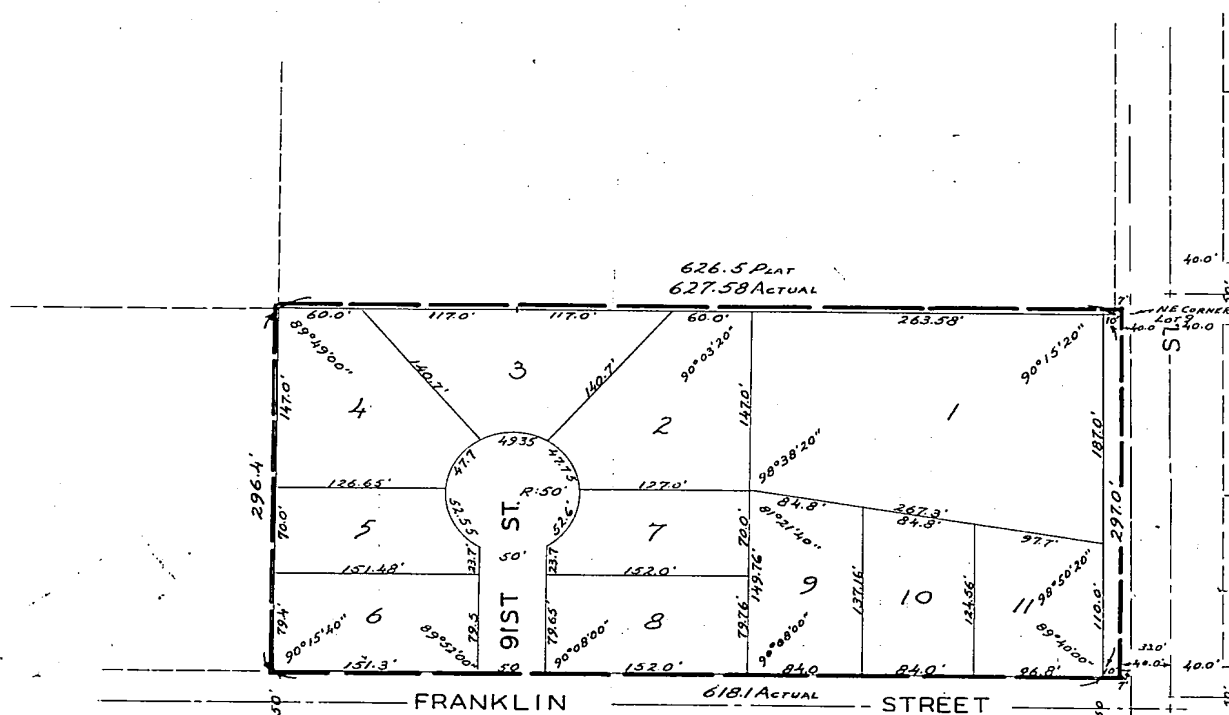 40.0'
626.5 PLAT
627.58 ACTUAL
7'
NE CORNER
LOT 9
60.0' 117.0' 117.0' 60.0' 263.58' 10' 40.0' 40.0
ST.
89°49'00" 90°03'20" 90°15'20"
140.7' 3 140.7'
147.0' 4 2 147.0' 1 187.0'
4935
47.7 47.75
98°38'20"
126.65' R=50' 127.0'
296.4' 84.8' 267.3' 297.0'
84.8'
97.7'
70.0' 5 52.55 52.6' 7 70.0' 81°21'40"
23.7' 50' 23.7
151.48' 152.0' 149.76' 137.16' 124.56' 98°50'20"
79.4' 6 79.5 91ST ST. 79.65' 8 79.76' 9 10 11 110.0'
90°15'40" 89°52'00" 90°08'00" 90°08'00" 89°40'00"
33.0'
151.3' 50 152.0' 84.0 84.0' 96.8' 10' 40.0' 40.0'
7'
618.1 ACTUAL
50' FRANKLIN STREET 50'